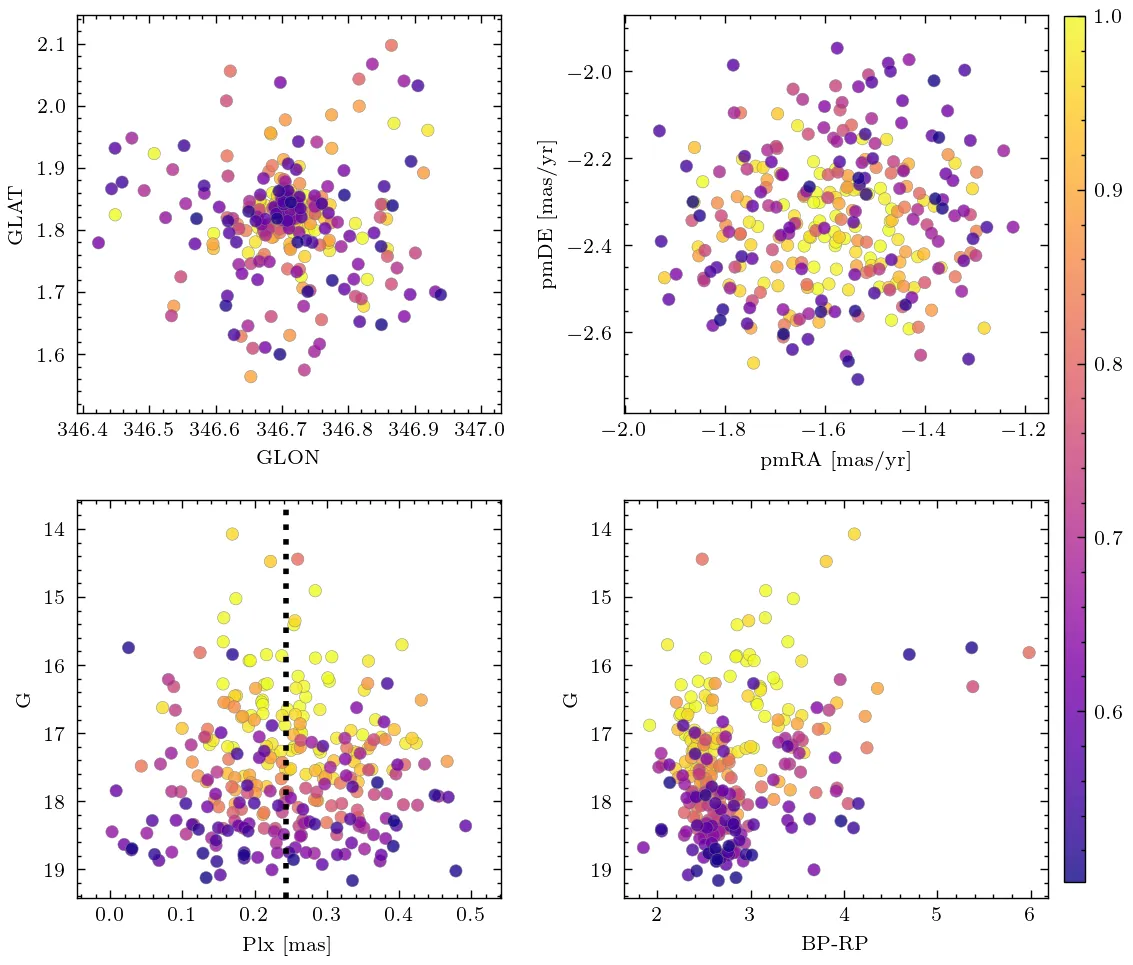 2.1
2.0
1.9
1.8
1.7
1.6
GLAT
346.4 346.5 346.6 346.7 346.8 346.9 347.0
GLON
−2.0
−2.2
−2.4
−2.6
pmDE [mas/yr]
−2.0 −1.8 −1.6 −1.4 −1.2
pmRA [mas/yr]
1.0
0.9
0.8
0.7
0.6
14
15
16
17
18
19
G
0.0 0.1 0.2 0.3 0.4 0.5
Plx [mas]
14
15
16
17
18
19
G
2 3 4 5 6
BP-RP